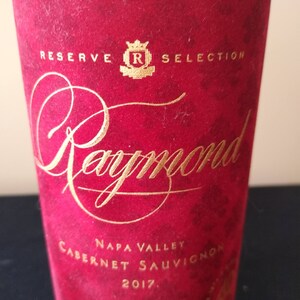 RESERVE SELECTION
R
Raymond
NAPA VALLEY
CABERNET SAUVIGNON
2017.